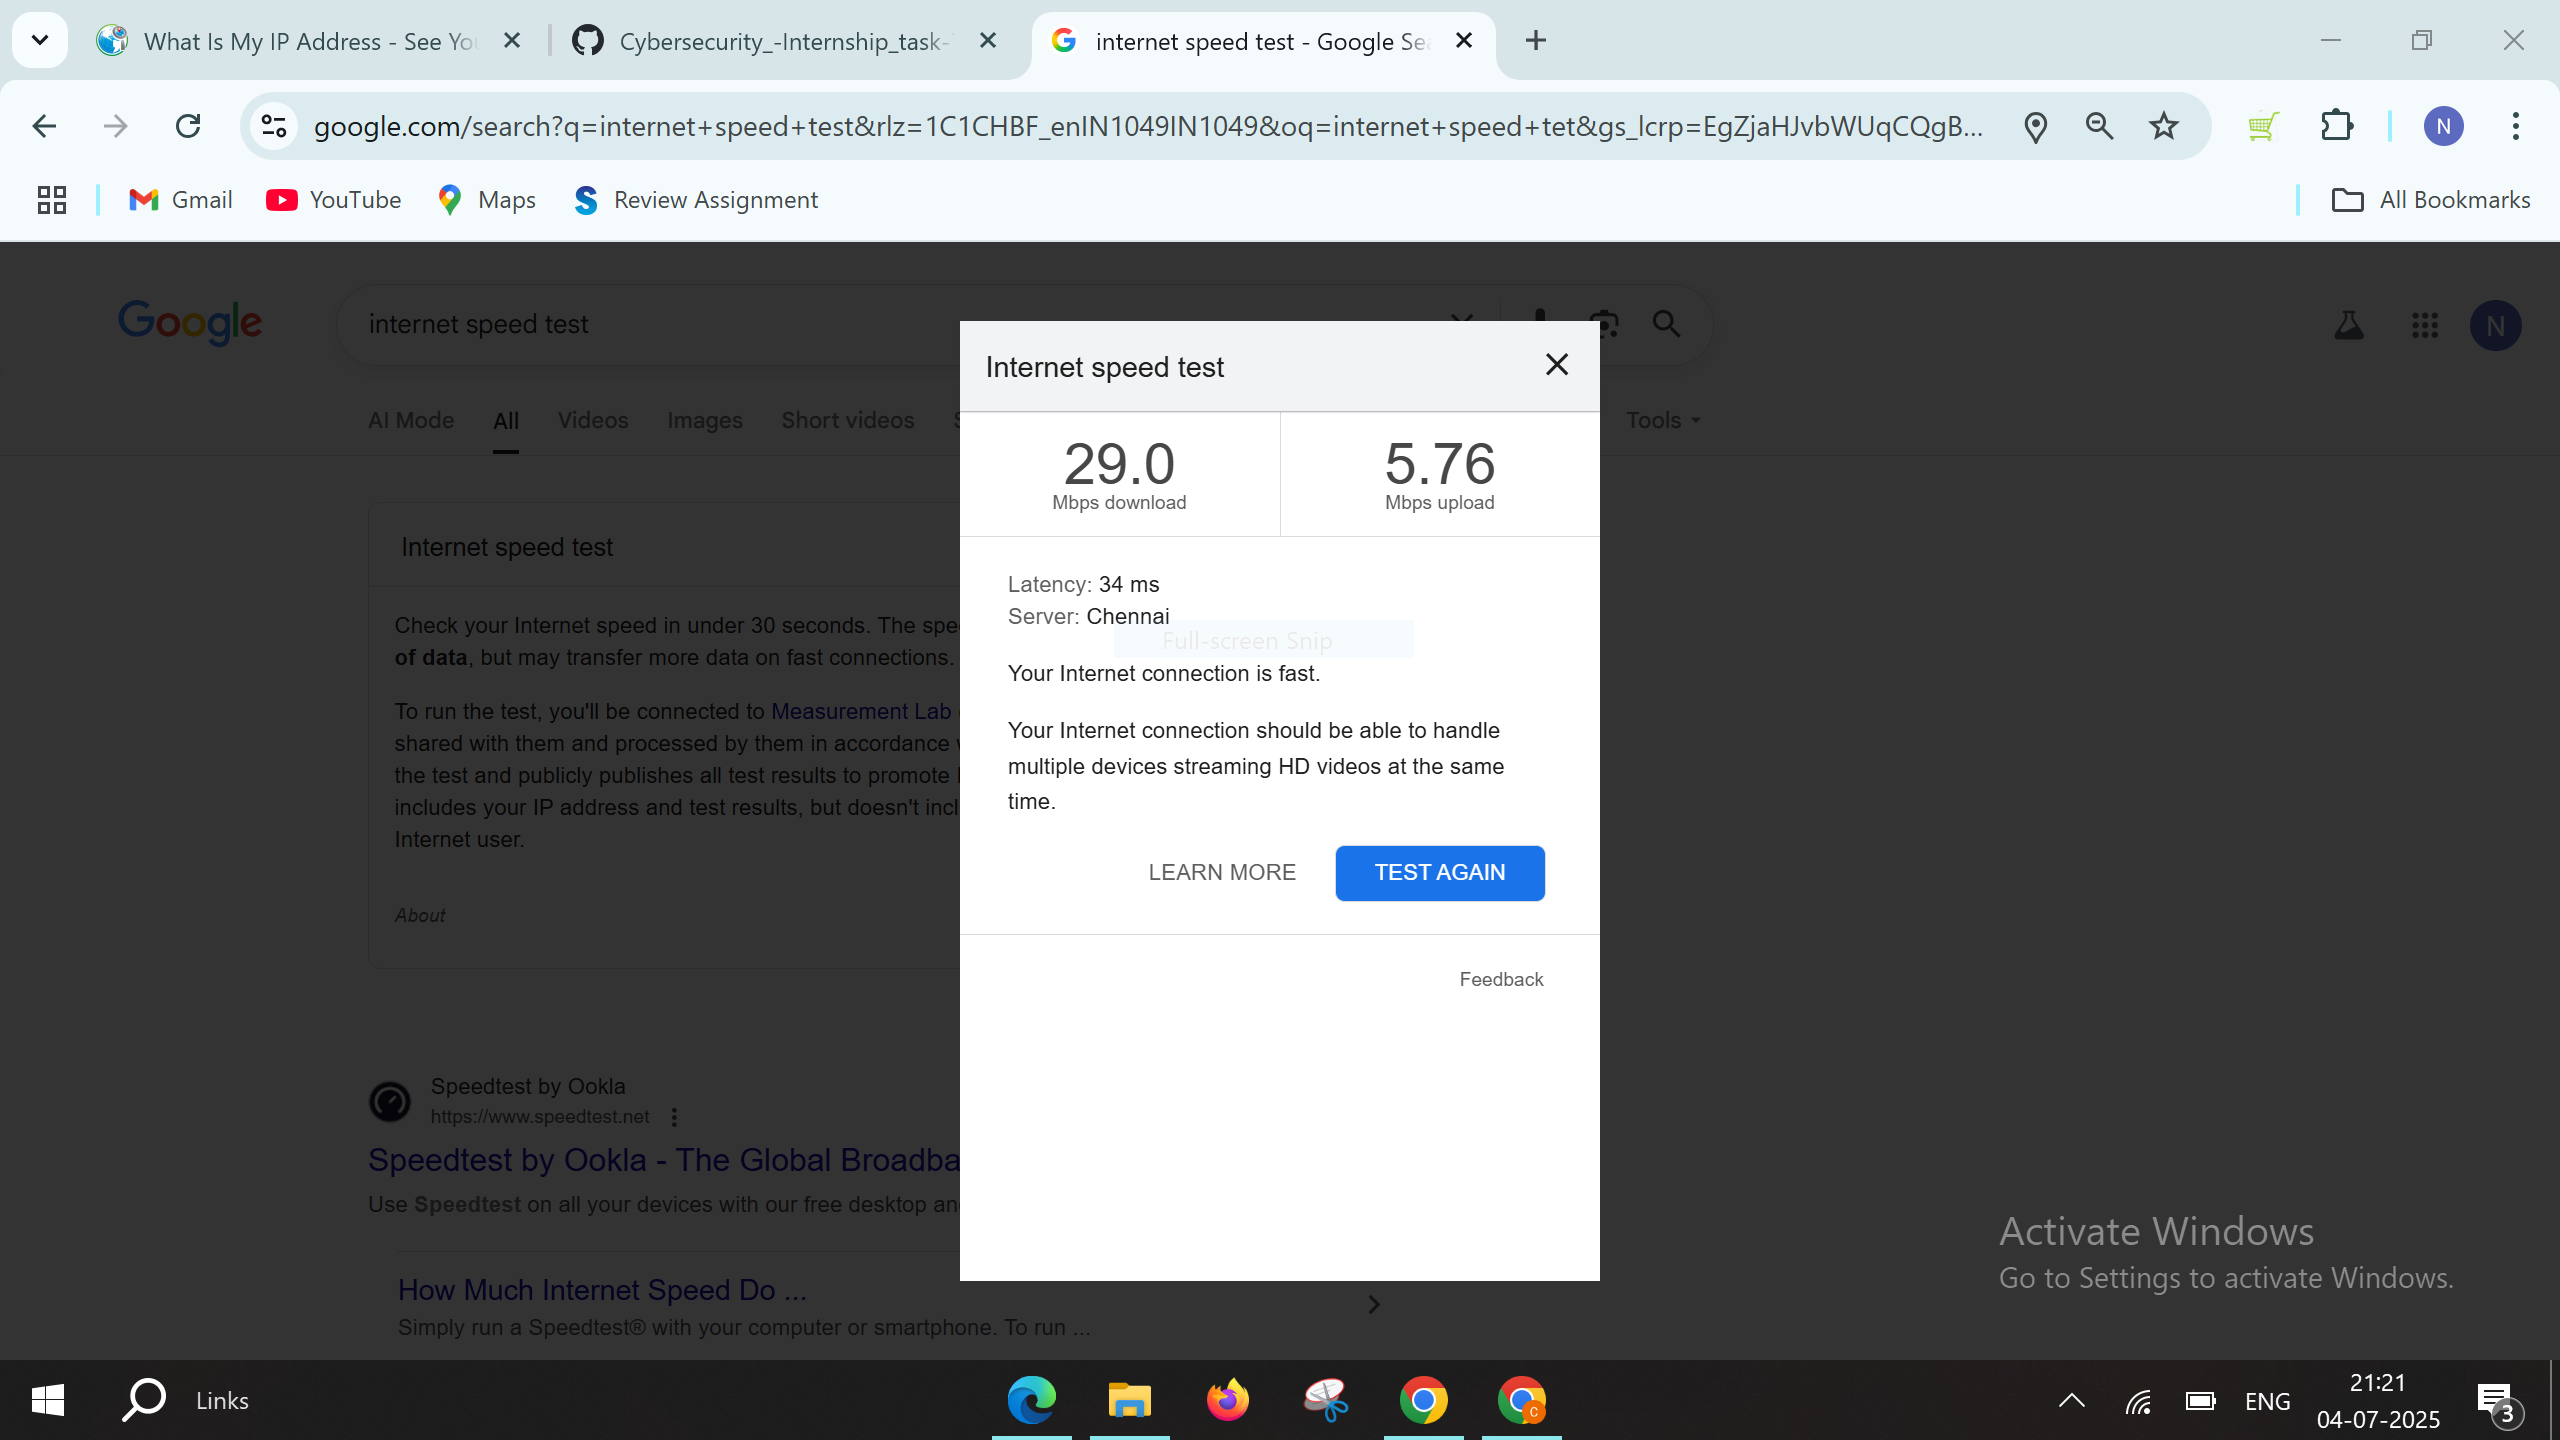 What Is My IP Address - See You
Cybersecurity_-Internship_task-
internet speed test - Google Sea
google.com/search?q=internet+speed+test&rlz=1C1CHBF_enIN1049IN1049&oq=internet+speed+tet&gs_lcrp=EgZjaHJvbWUqCQgB...
N
Gmail
YouTube
Maps
Review Assignment
All Bookmarks
Google
internet speed test
N
AI Mode
All
Videos
Images
Short videos
Tools
Internet speed test
29.0
Mbps download
5.76
Mbps upload
Latency: 34 ms
Server: Chennai
Full-screen Snip
Your Internet connection is fast.
Your Internet connection should be able to handle
multiple devices streaming HD videos at the same
time.
LEARN MORE
TEST AGAIN
Feedback
Internet speed test
Check your Internet speed in under 30 seconds. The spe
of data, but may transfer more data on fast connections.
To run the test, you'll be connected to Measurement Lab
shared with them and processed by them in accordance
the test and publicly publishes all test results to promote
includes your IP address and test results, but doesn't incl
Internet user.
About
Speedtest by Ookla
https://www.speedtest.net
Speedtest by Ookla - The Global Broadba
Use Speedtest on all your devices with our free desktop an
How Much Internet Speed Do ...
Simply run a Speedtest® with your computer or smartphone. To run ...
Activate Windows
Go to Settings to activate Windows.
Links
C
ENG
21:21
04-07-2025
3